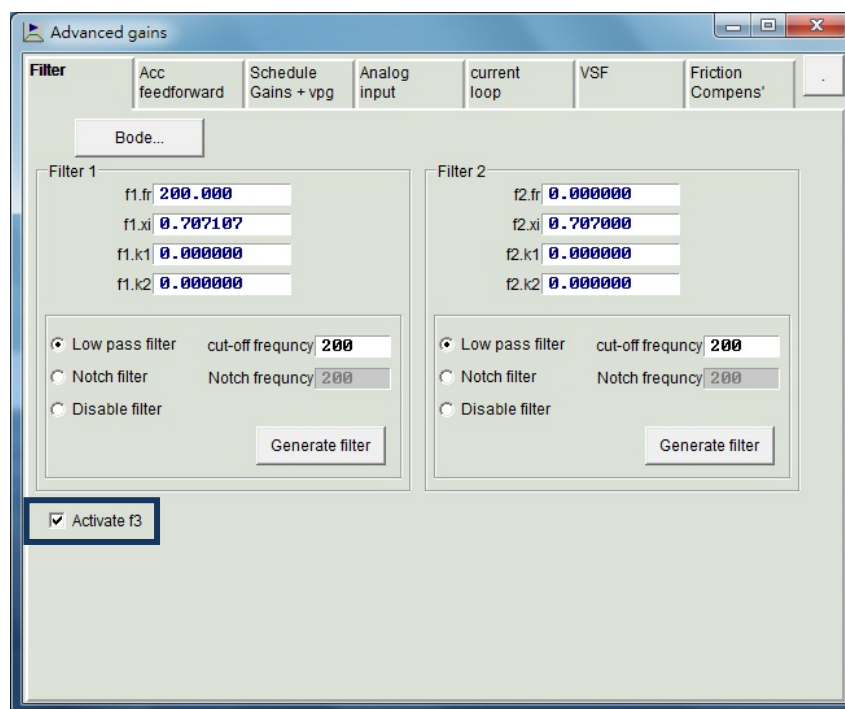 Advanced gains
Filter
Acc feedforward
Schedule Gains + vpg
Analog input
current loop
VSF
Friction Compens'
.
Bode...
Filter 1
f1.fr 200.000
f1.xi 0.707107
f1.k1 0.000000
f1.k2 0.000000
Low pass filter cut-off frequncy 200
Notch filter Notch frequncy 200
Disable filter
Generate filter
Filter 2
f2.fr 0.000000
f2.xi 0.707000
f2.k1 0.000000
f2.k2 0.000000
Low pass filter cut-off frequncy 200
Notch filter Notch frequncy 200
Disable filter
Generate filter
Activate f3